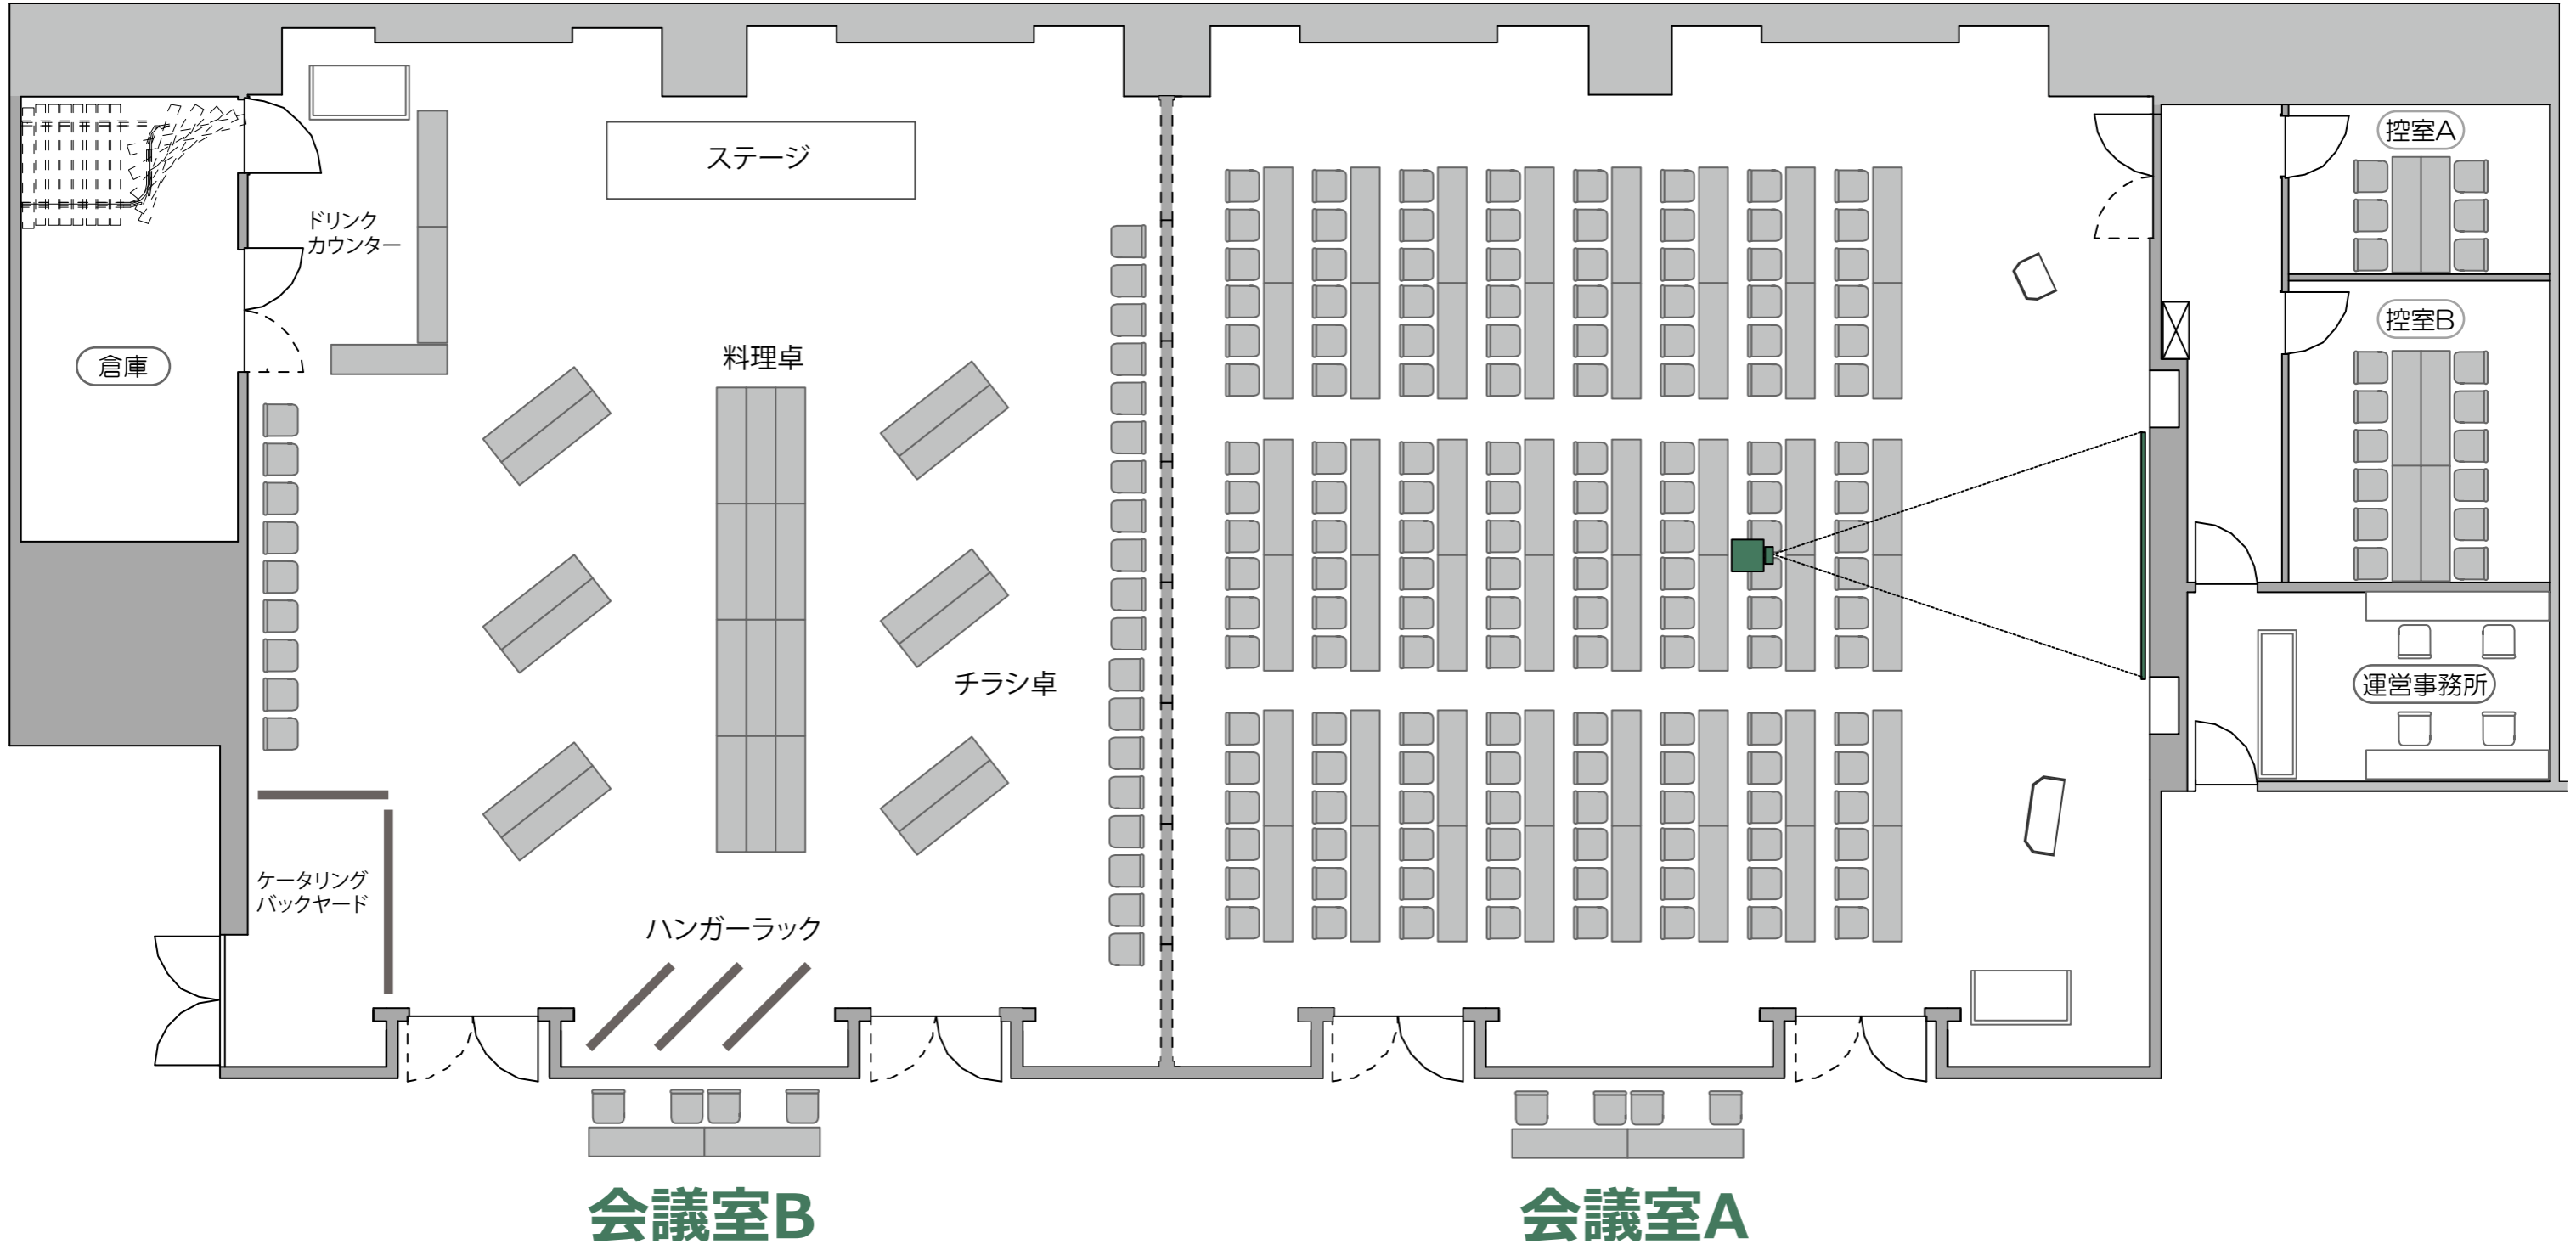 ステージ
控室A
ドリンク
カウンター
倉庫
料理卓
控室B
チラシ卓
運営事務所
ケータリング
バックヤード
ハンガーラック
会議室B
会議室A